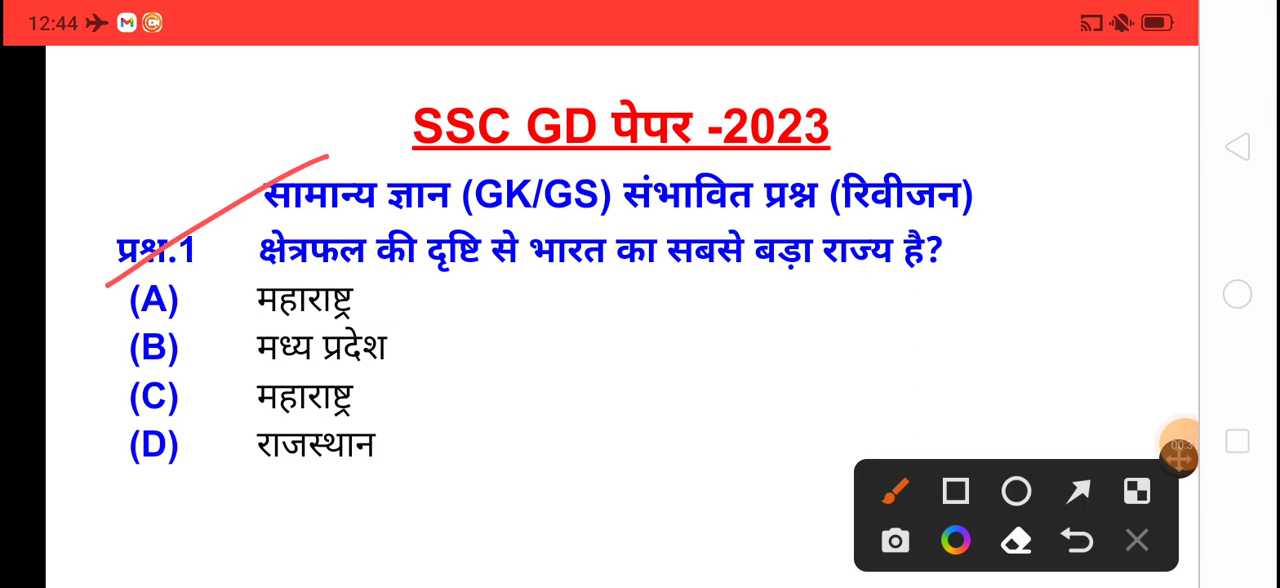 12:44
SSC GD पेपर -2023
सामान्य ज्ञान (GK/GS) संभावित प्रश्न (रिवीजन)
प्रश्न.1 क्षेत्रफल की दृष्टि से भारत का सबसे बड़ा राज्य है?
(A) महाराष्ट्र
(B) मध्य प्रदेश
(C) महाराष्ट्र
(D) राजस्थान